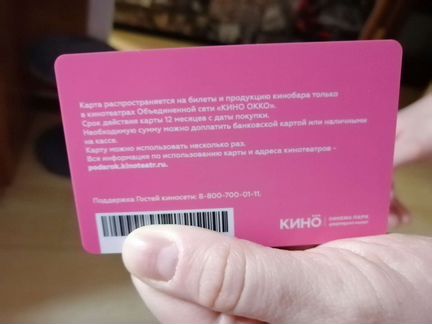 Карта распространяется на билеты и продукцию кинобара только
в кинотеатрах Объединенной сети «КИНО ОККО».
Срок действия карты 12 месяцев с даты покупки.
Необходимую сумму можно доплатить банковской картой или наличными
на кассе.
Карту можно использовать несколько раз.
Вся информация по использованию карты и адреса кинотеатров -
podarok.kinoteatr.ru.
Поддержка Гостей киносети: 8-800-700-01-11.
КИНО СИНЕМА ПАРК